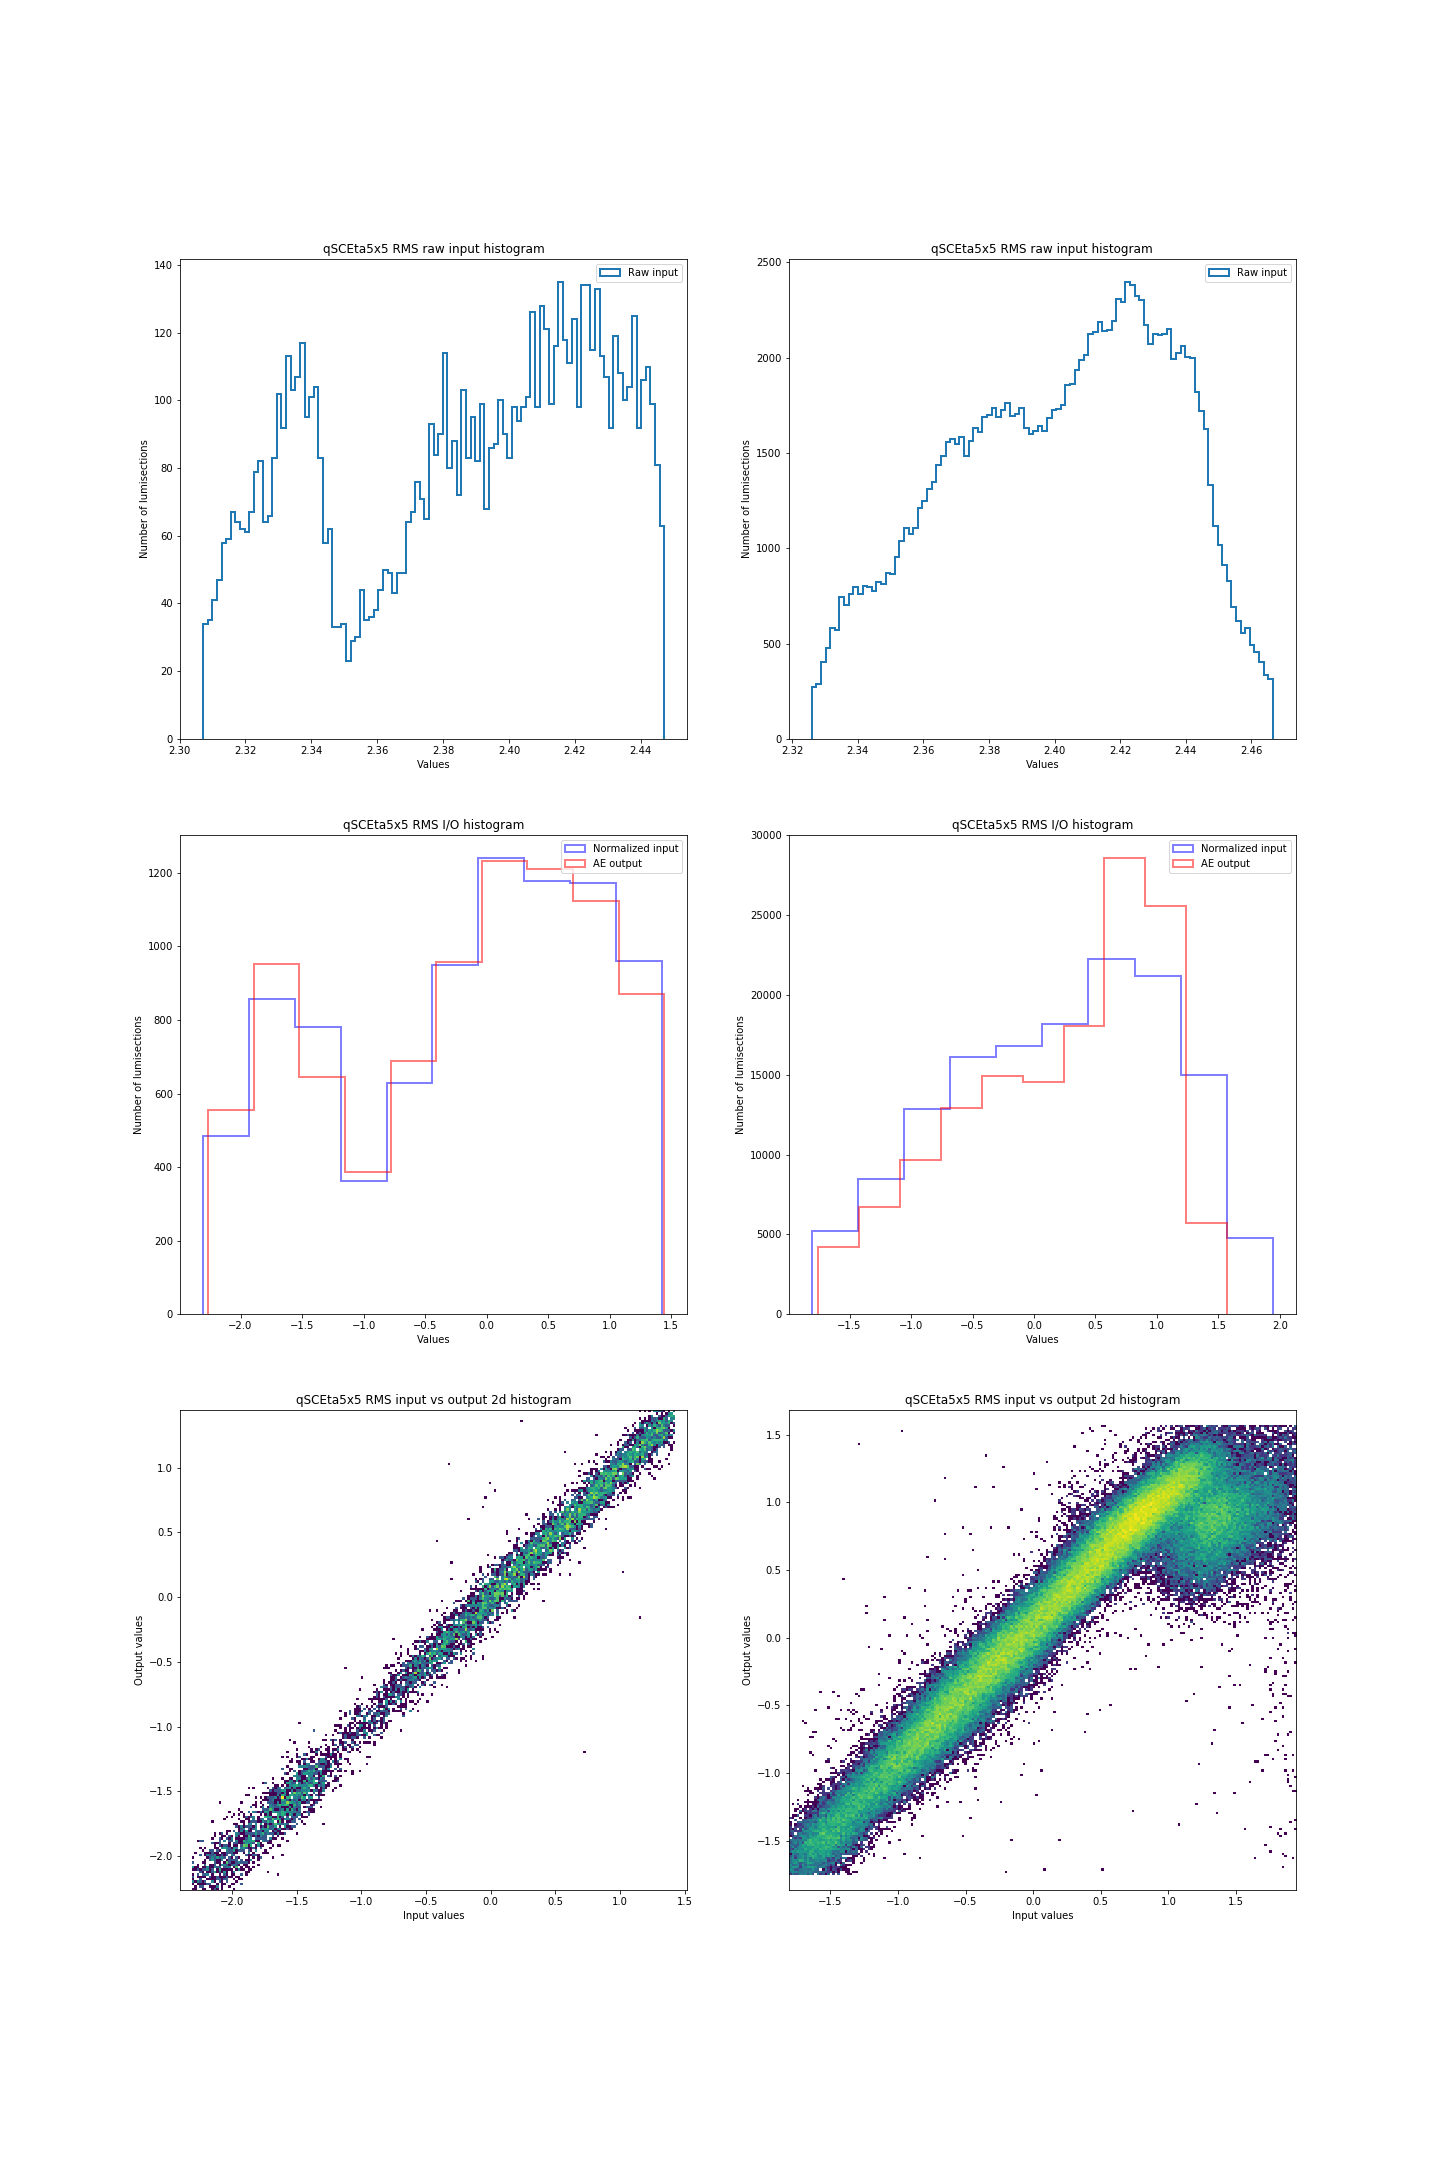 qSCEta5x5 RMS raw input histogram
Raw input
140
120
100
80
60
40
20
0
Number of lumisections
2.30 2.32 2.34 2.36 2.38 2.40 2.42 2.44
Values
qSCEta5x5 RMS raw input histogram
Raw input
2500
2000
1500
1000
500
0
Number of lumisections
2.32 2.34 2.36 2.38 2.40 2.42 2.44 2.46
Values
qSCEta5x5 RMS I/O histogram
Normalized input
AE output
1200
1000
800
600
400
200
0
Number of lumisections
−2.0 −1.5 −1.0 −0.5 0.0 0.5 1.0 1.5
Values
qSCEta5x5 RMS I/O histogram
Normalized input
AE output
30000
25000
20000
15000
10000
5000
0
Number of lumisections
−1.5 −1.0 −0.5 0.0 0.5 1.0 1.5 2.0
Values
qSCEta5x5 RMS input vs output 2d histogram
1.0
0.5
0.0
−0.5
−1.0
−1.5
−2.0
Output values
−2.0 −1.5 −1.0 −0.5 0.0 0.5 1.0 1.5
Input values
qSCEta5x5 RMS input vs output 2d histogram
1.5
1.0
0.5
0.0
−0.5
−1.0
−1.5
Output values
−1.5 −1.0 −0.5 0.0 0.5 1.0 1.5
Input values